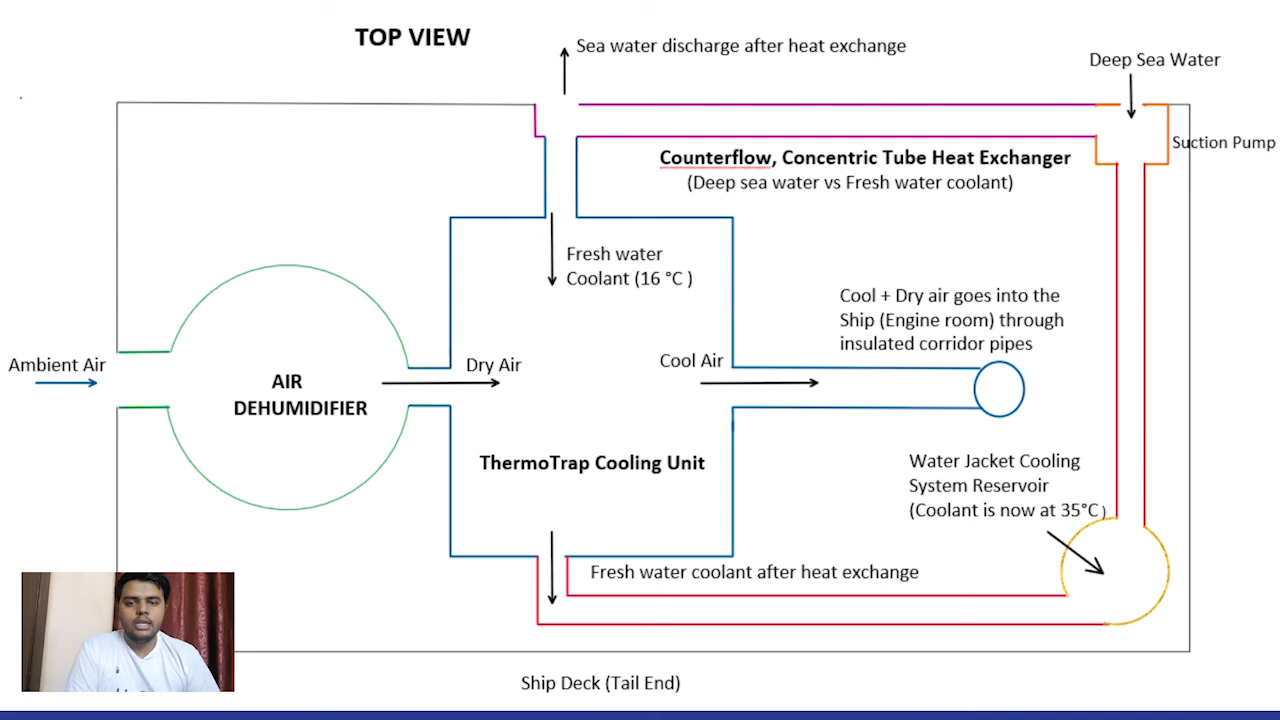 TOP VIEW
Sea water discharge after heat exchange
Deep Sea Water
Suction Pump
Counterflow, Concentric Tube Heat Exchanger
(Deep sea water vs Fresh water coolant)
Fresh water
Coolant (16 °C )
Cool + Dry air goes into the
Ship (Engine room) through
insulated corridor pipes
Ambient Air
Dry Air
Cool Air
AIR
DEHUMIDIFIER
ThermoTrap Cooling Unit
Water Jacket Cooling
System Reservoir
(Coolant is now at 35°C )
Fresh water coolant after heat exchange
Ship Deck (Tail End)